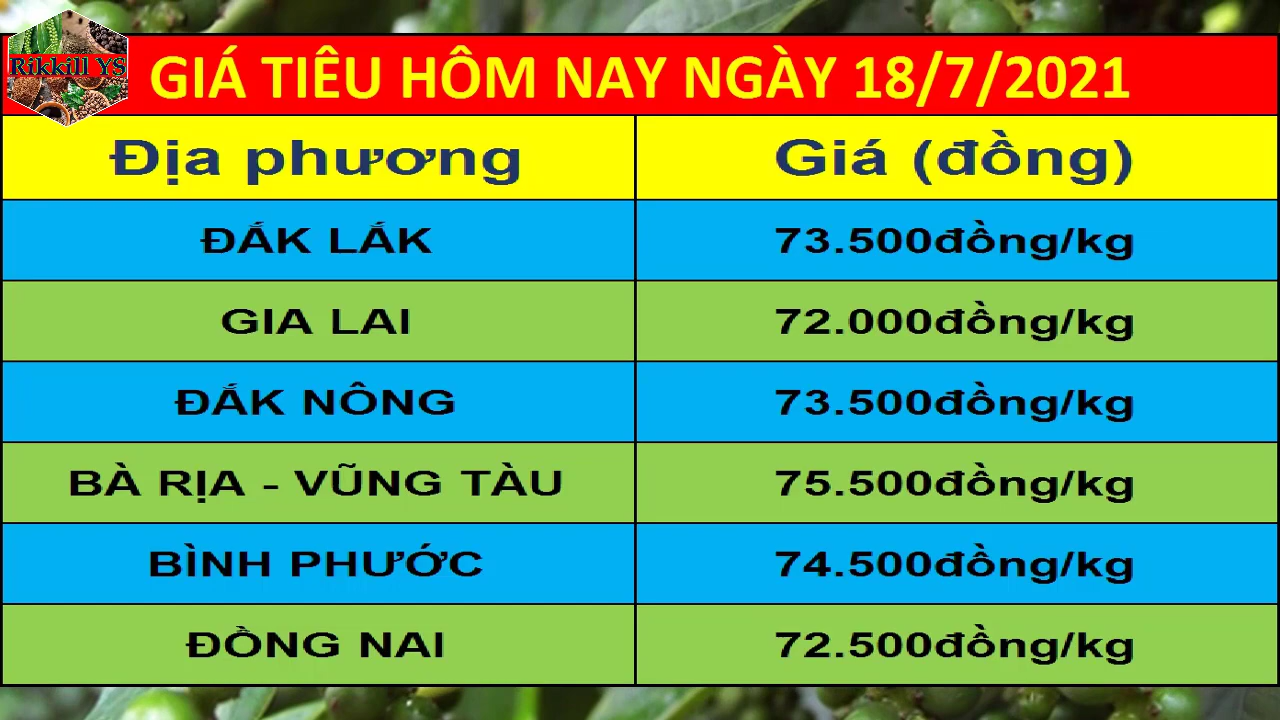 Rikkill YS
GIÁ TIÊU HÔM NAY NGÀY 18/7/2021
Địa phương Giá (đồng)
ĐẮK LẮK 73.500đồng/kg
GIA LAI 72.000đồng/kg
ĐẮK NÔNG 73.500đồng/kg
BÀ RỊA - VŨNG TÀU 75.500đồng/kg
BÌNH PHƯỚC 74.500đồng/kg
ĐỒNG NAI 72.500đồng/kg